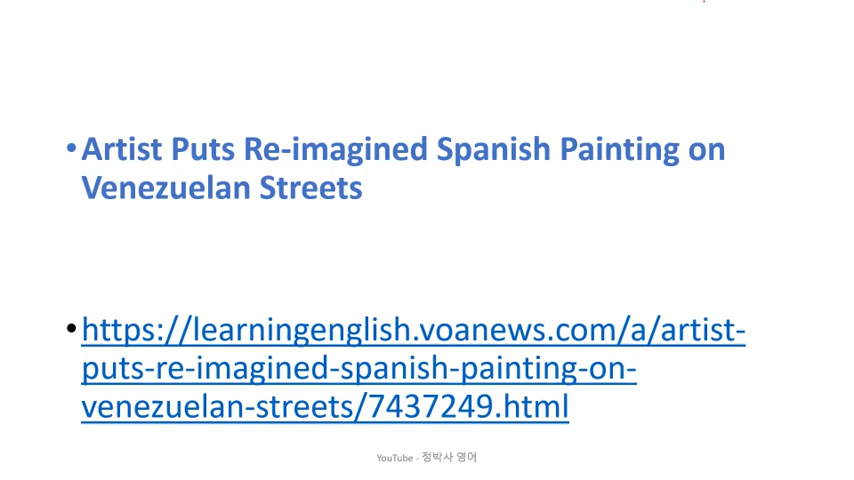 •Artist Puts Re-imagined Spanish Painting on
Venezuelan Streets
•https://learningenglish.voanews.com/a/artist-
puts-re-imagined-spanish-painting-on-
venezuelan-streets/7437249.html
YouTube - 정박사 영어